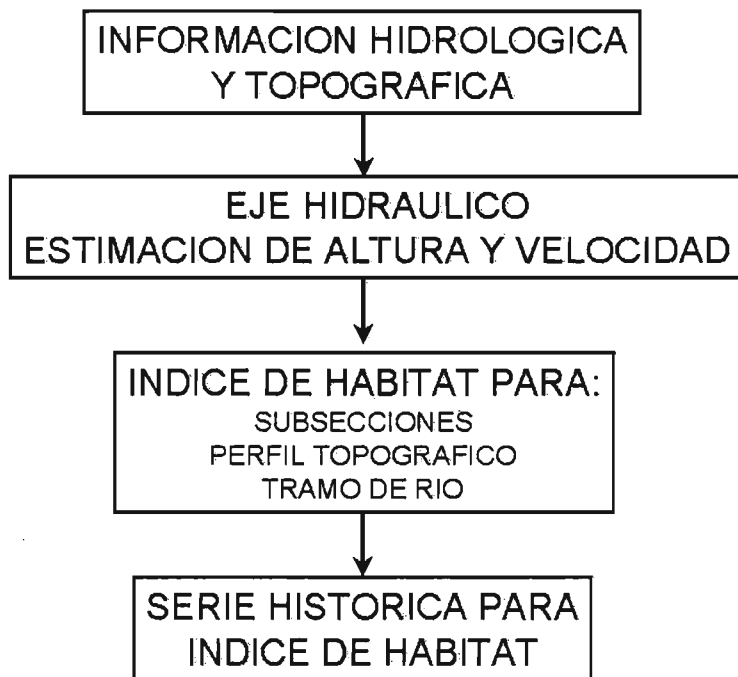 INFORMACION HIDROLOGICA
Y TOPOGRAFICA
EJE HIDRAULICO
ESTIMACION DE ALTURA Y VELOCIDAD
INDICE DE HABITAT PARA:
SUBSECCIONES
PERFIL TOPOGRAFICO
TRAMO DE RIO
SERIE HISTORICA PARA
INDICE DE HABITAT